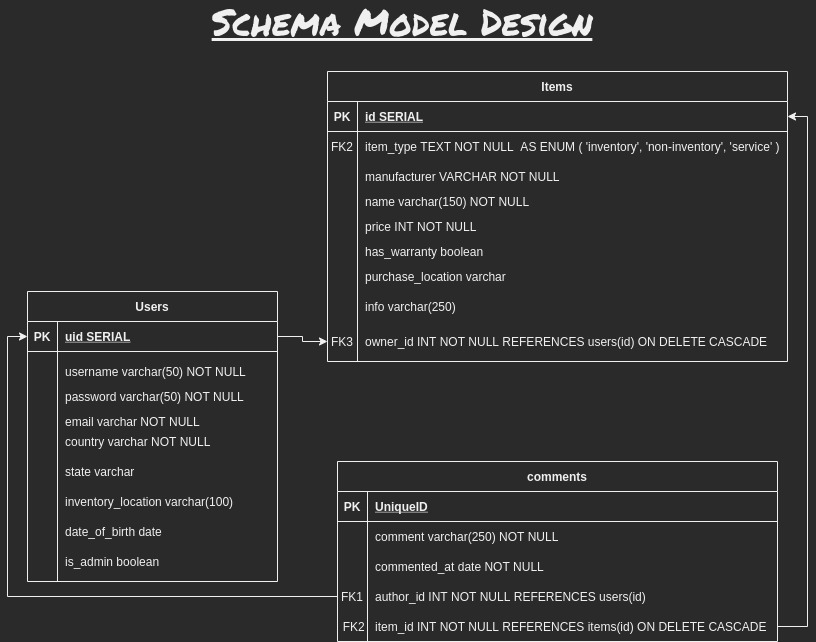 Schema Model Design
Items
PK id SERIAL
FK2 item_type TEXT NOT NULL  AS ENUM ( 'inventory', 'non-inventory', 'service' )
manufacturer VARCHAR NOT NULL
name varchar(150) NOT NULL
price INT NOT NULL
has_warranty boolean
purchase_location varchar
info varchar(250)
FK3 owner_id INT NOT NULL REFERENCES users(id) ON DELETE CASCADE
Users
PK uid SERIAL
username varchar(50) NOT NULL
password varchar(50) NOT NULL
email varchar NOT NULL
country varchar NOT NULL
state varchar
inventory_location varchar(100)
date_of_birth date
is_admin boolean
comments
PK UniqueID
comment varchar(250) NOT NULL
commented_at date NOT NULL
FK1 author_id INT NOT NULL REFERENCES users(id)
FK2 item_id INT NOT NULL REFERENCES items(id) ON DELETE CASCADE